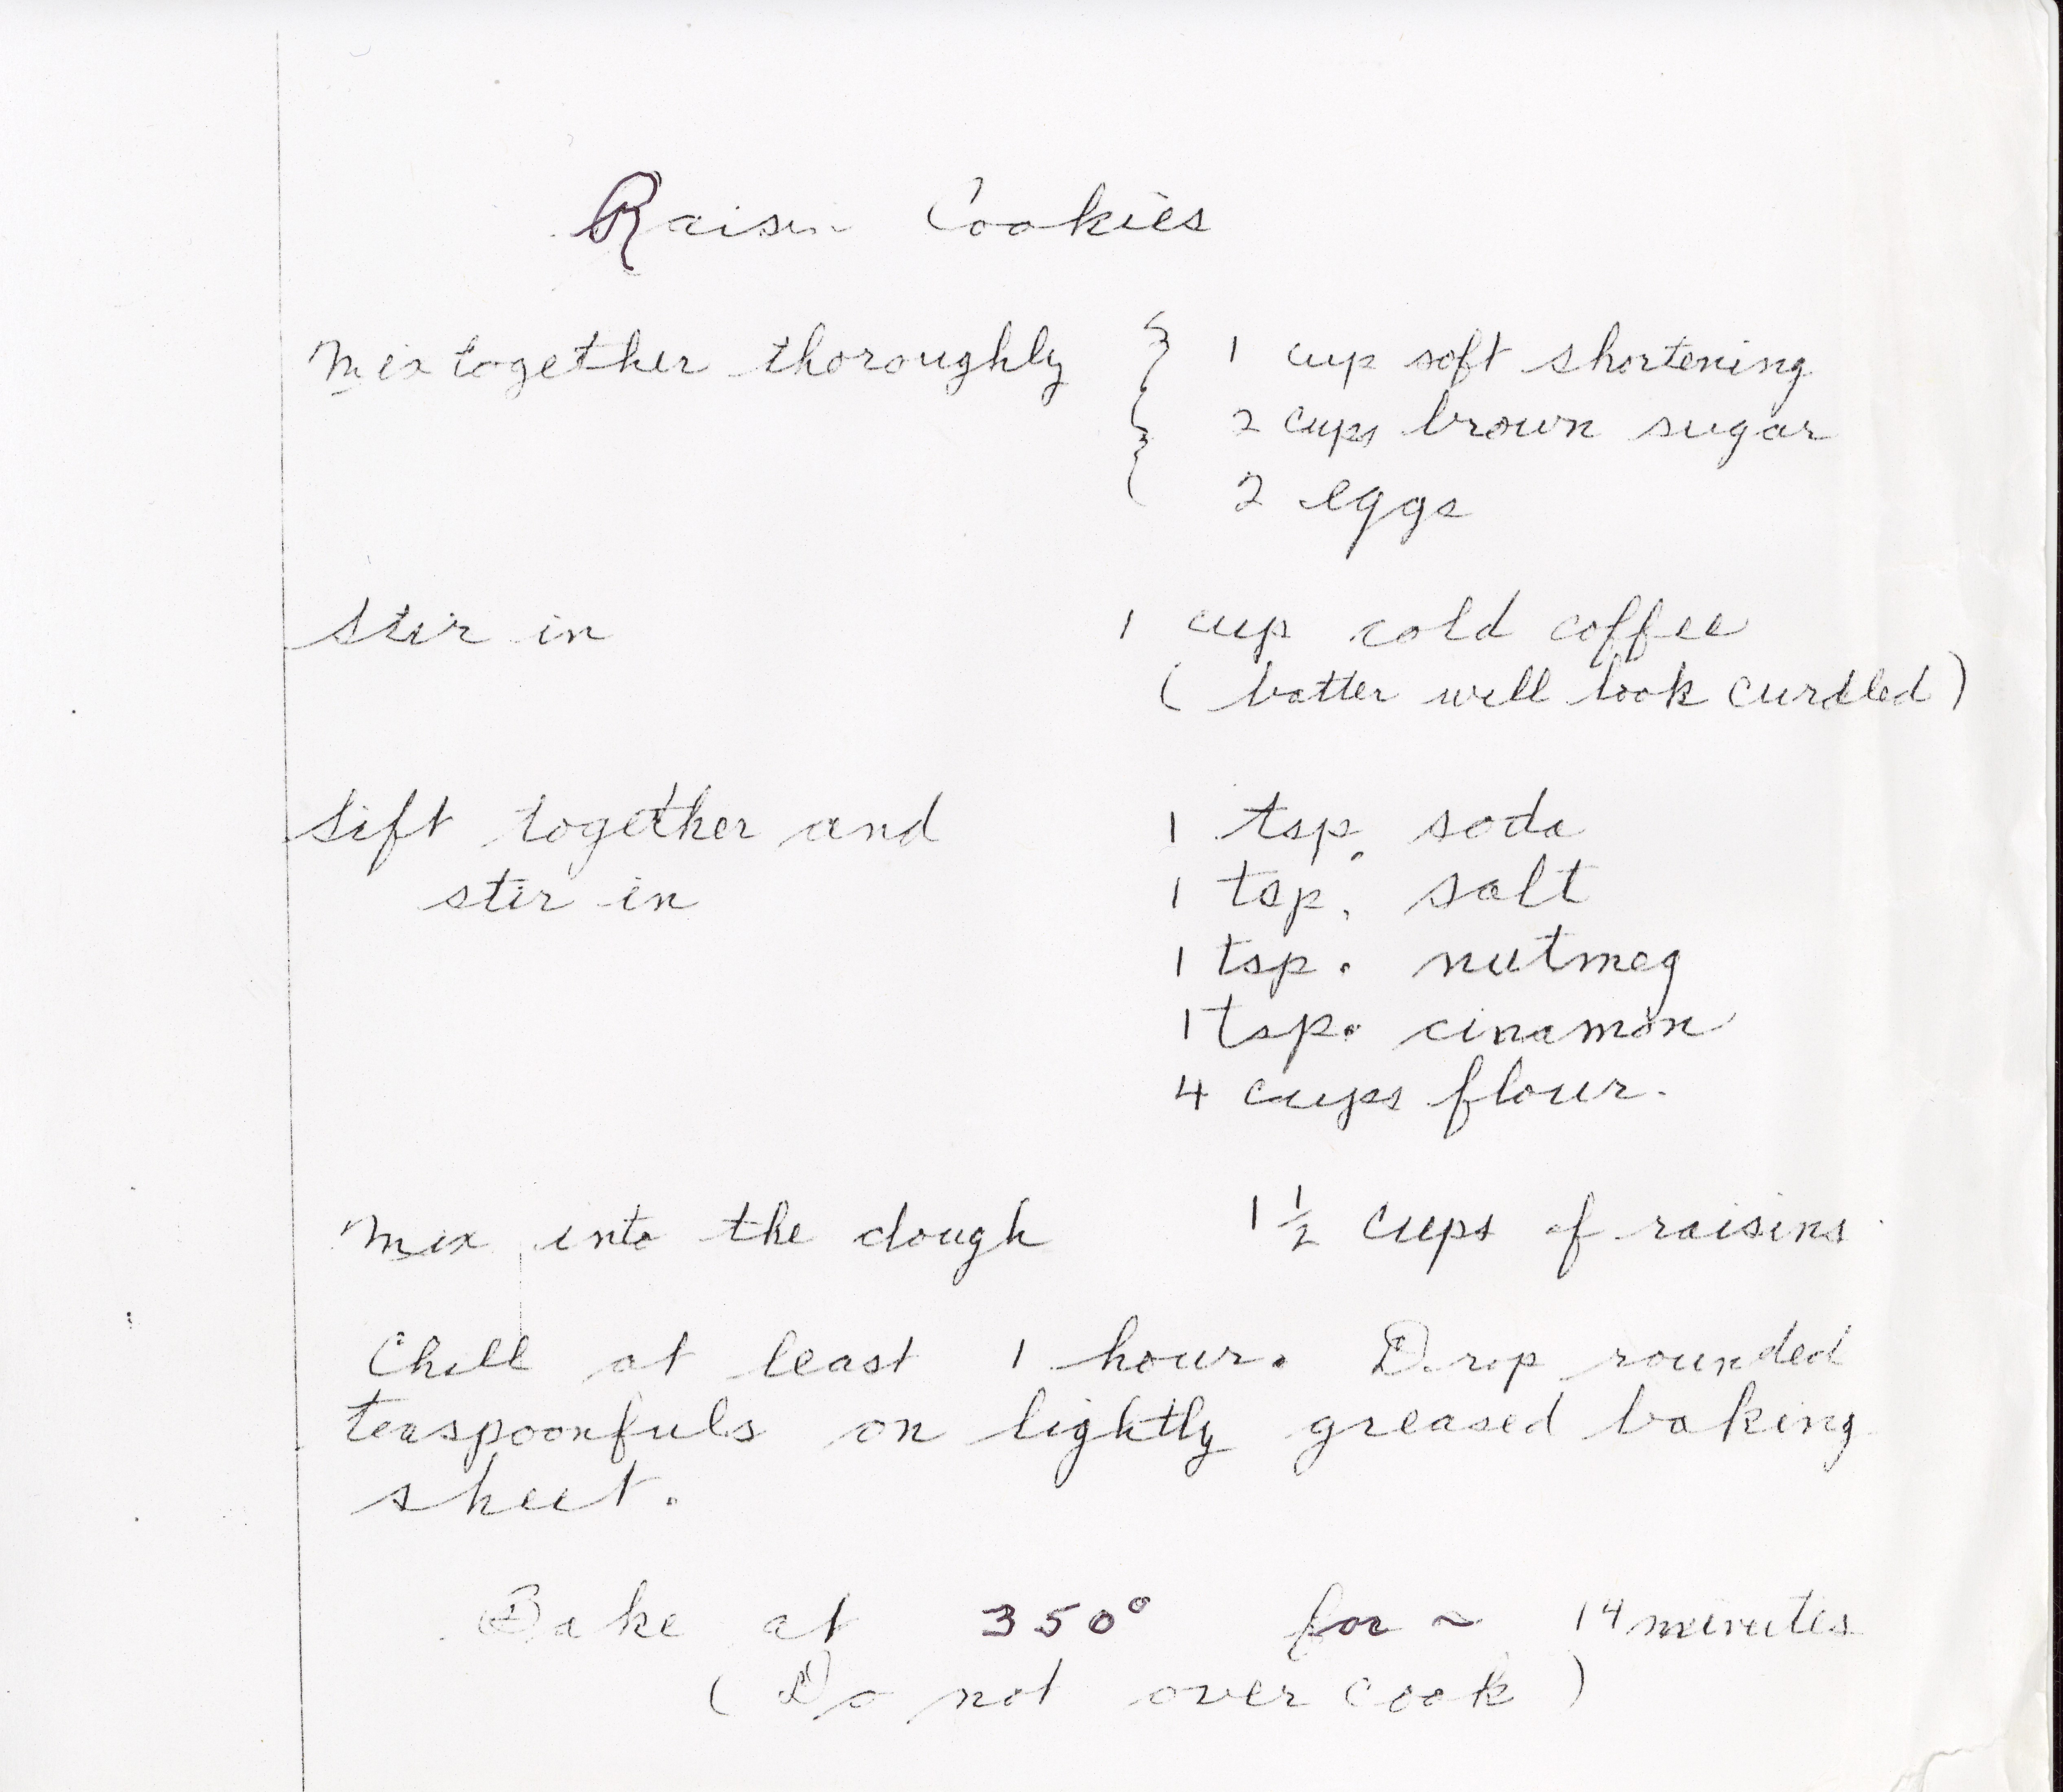 Raisin Cookies
Mix together thoroughly { 1 cup soft shortening
2 cups brown sugar
2 eggs
Stir in 1 cup cold coffee
(batter will look curdled)
Sift together and 1 tsp. soda
stir in 1 tsp. salt
1 tsp. nutmeg
1 tsp. cinamon
4 cups flour.
Mix into the dough 1 1/2 cups of raisins.
Chill at least 1 hour. Drop rounded
teaspoonfuls on lightly greased baking
sheet.
Bake at 350° for ~ 14 minutes
(Do not over cook)